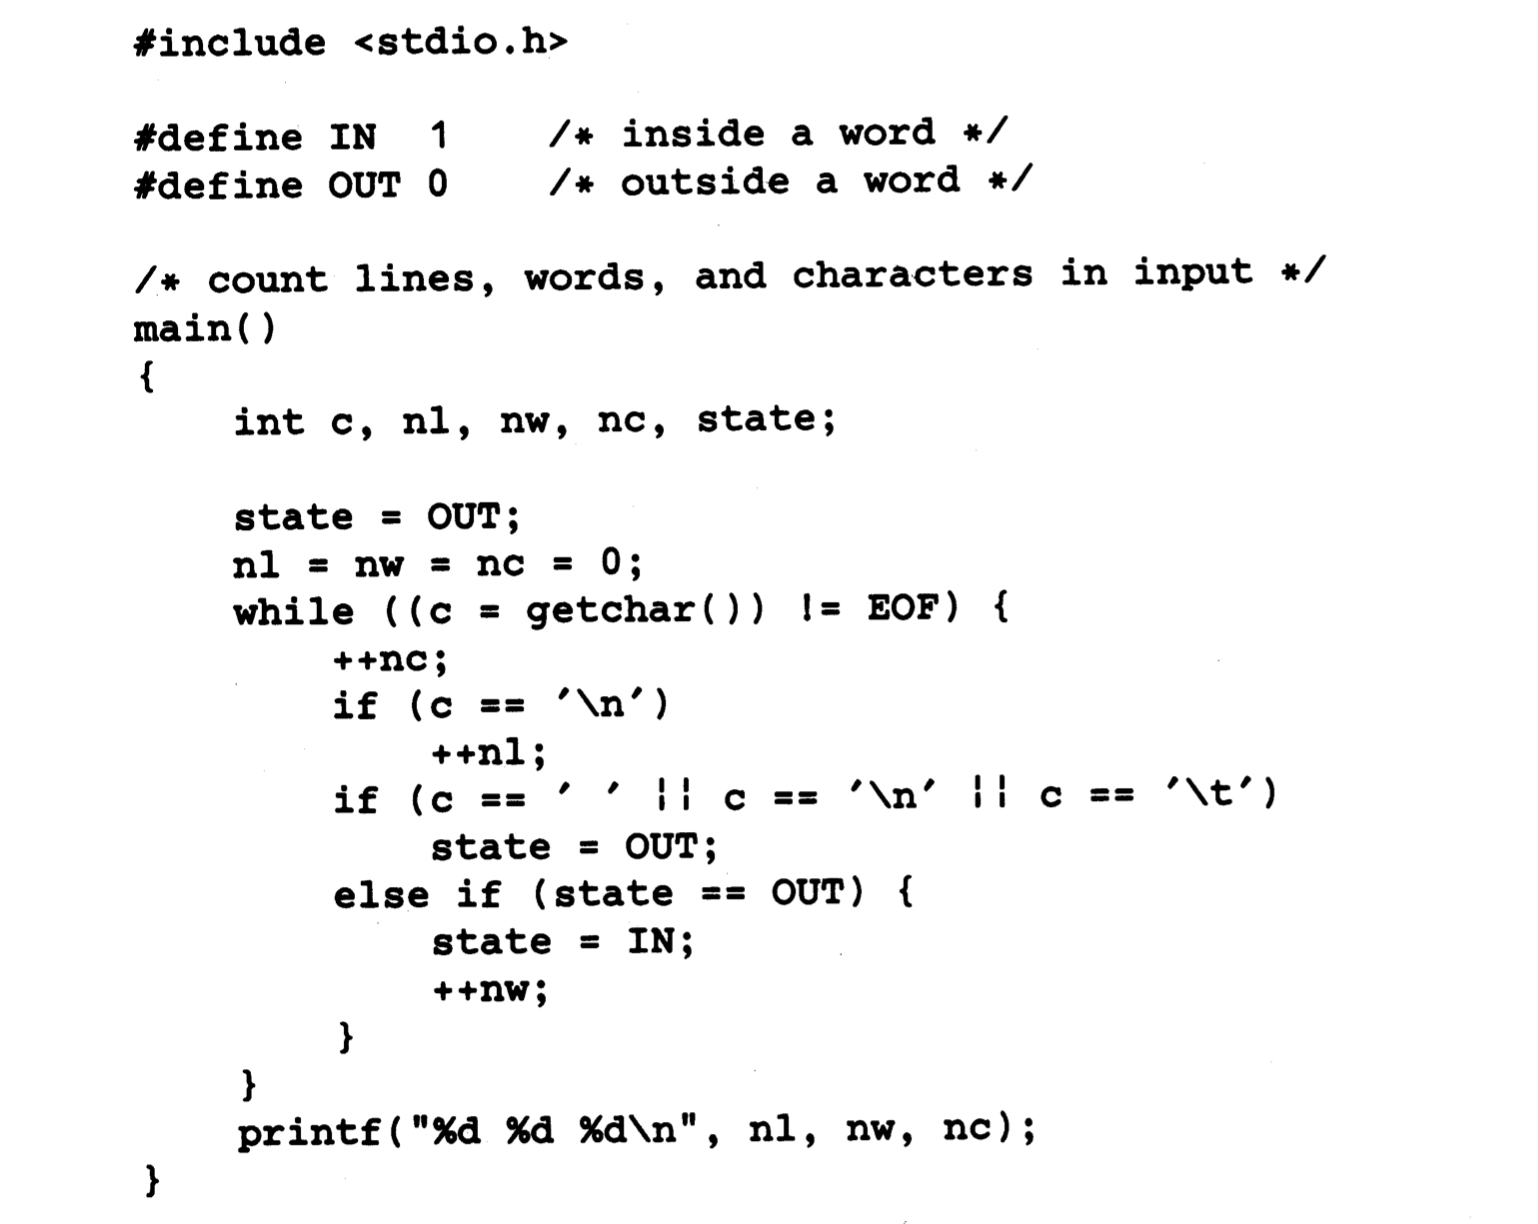 #include <stdio.h>

#define IN  1    /* inside a word */
#define OUT 0    /* outside a word */

/* count lines, words, and characters in input */
main()
{
    int c, nl, nw, nc, state;

    state = OUT;
    nl = nw = nc = 0;
    while ((c = getchar()) != EOF) {
        ++nc;
        if (c == '\n')
            ++nl;
        if (c == ' ' || c == '\n' || c == '\t')
            state = OUT;
        else if (state == OUT) {
            state = IN;
            ++nw;
        }
    }
    printf("%d %d %d\n", nl, nw, nc);
}